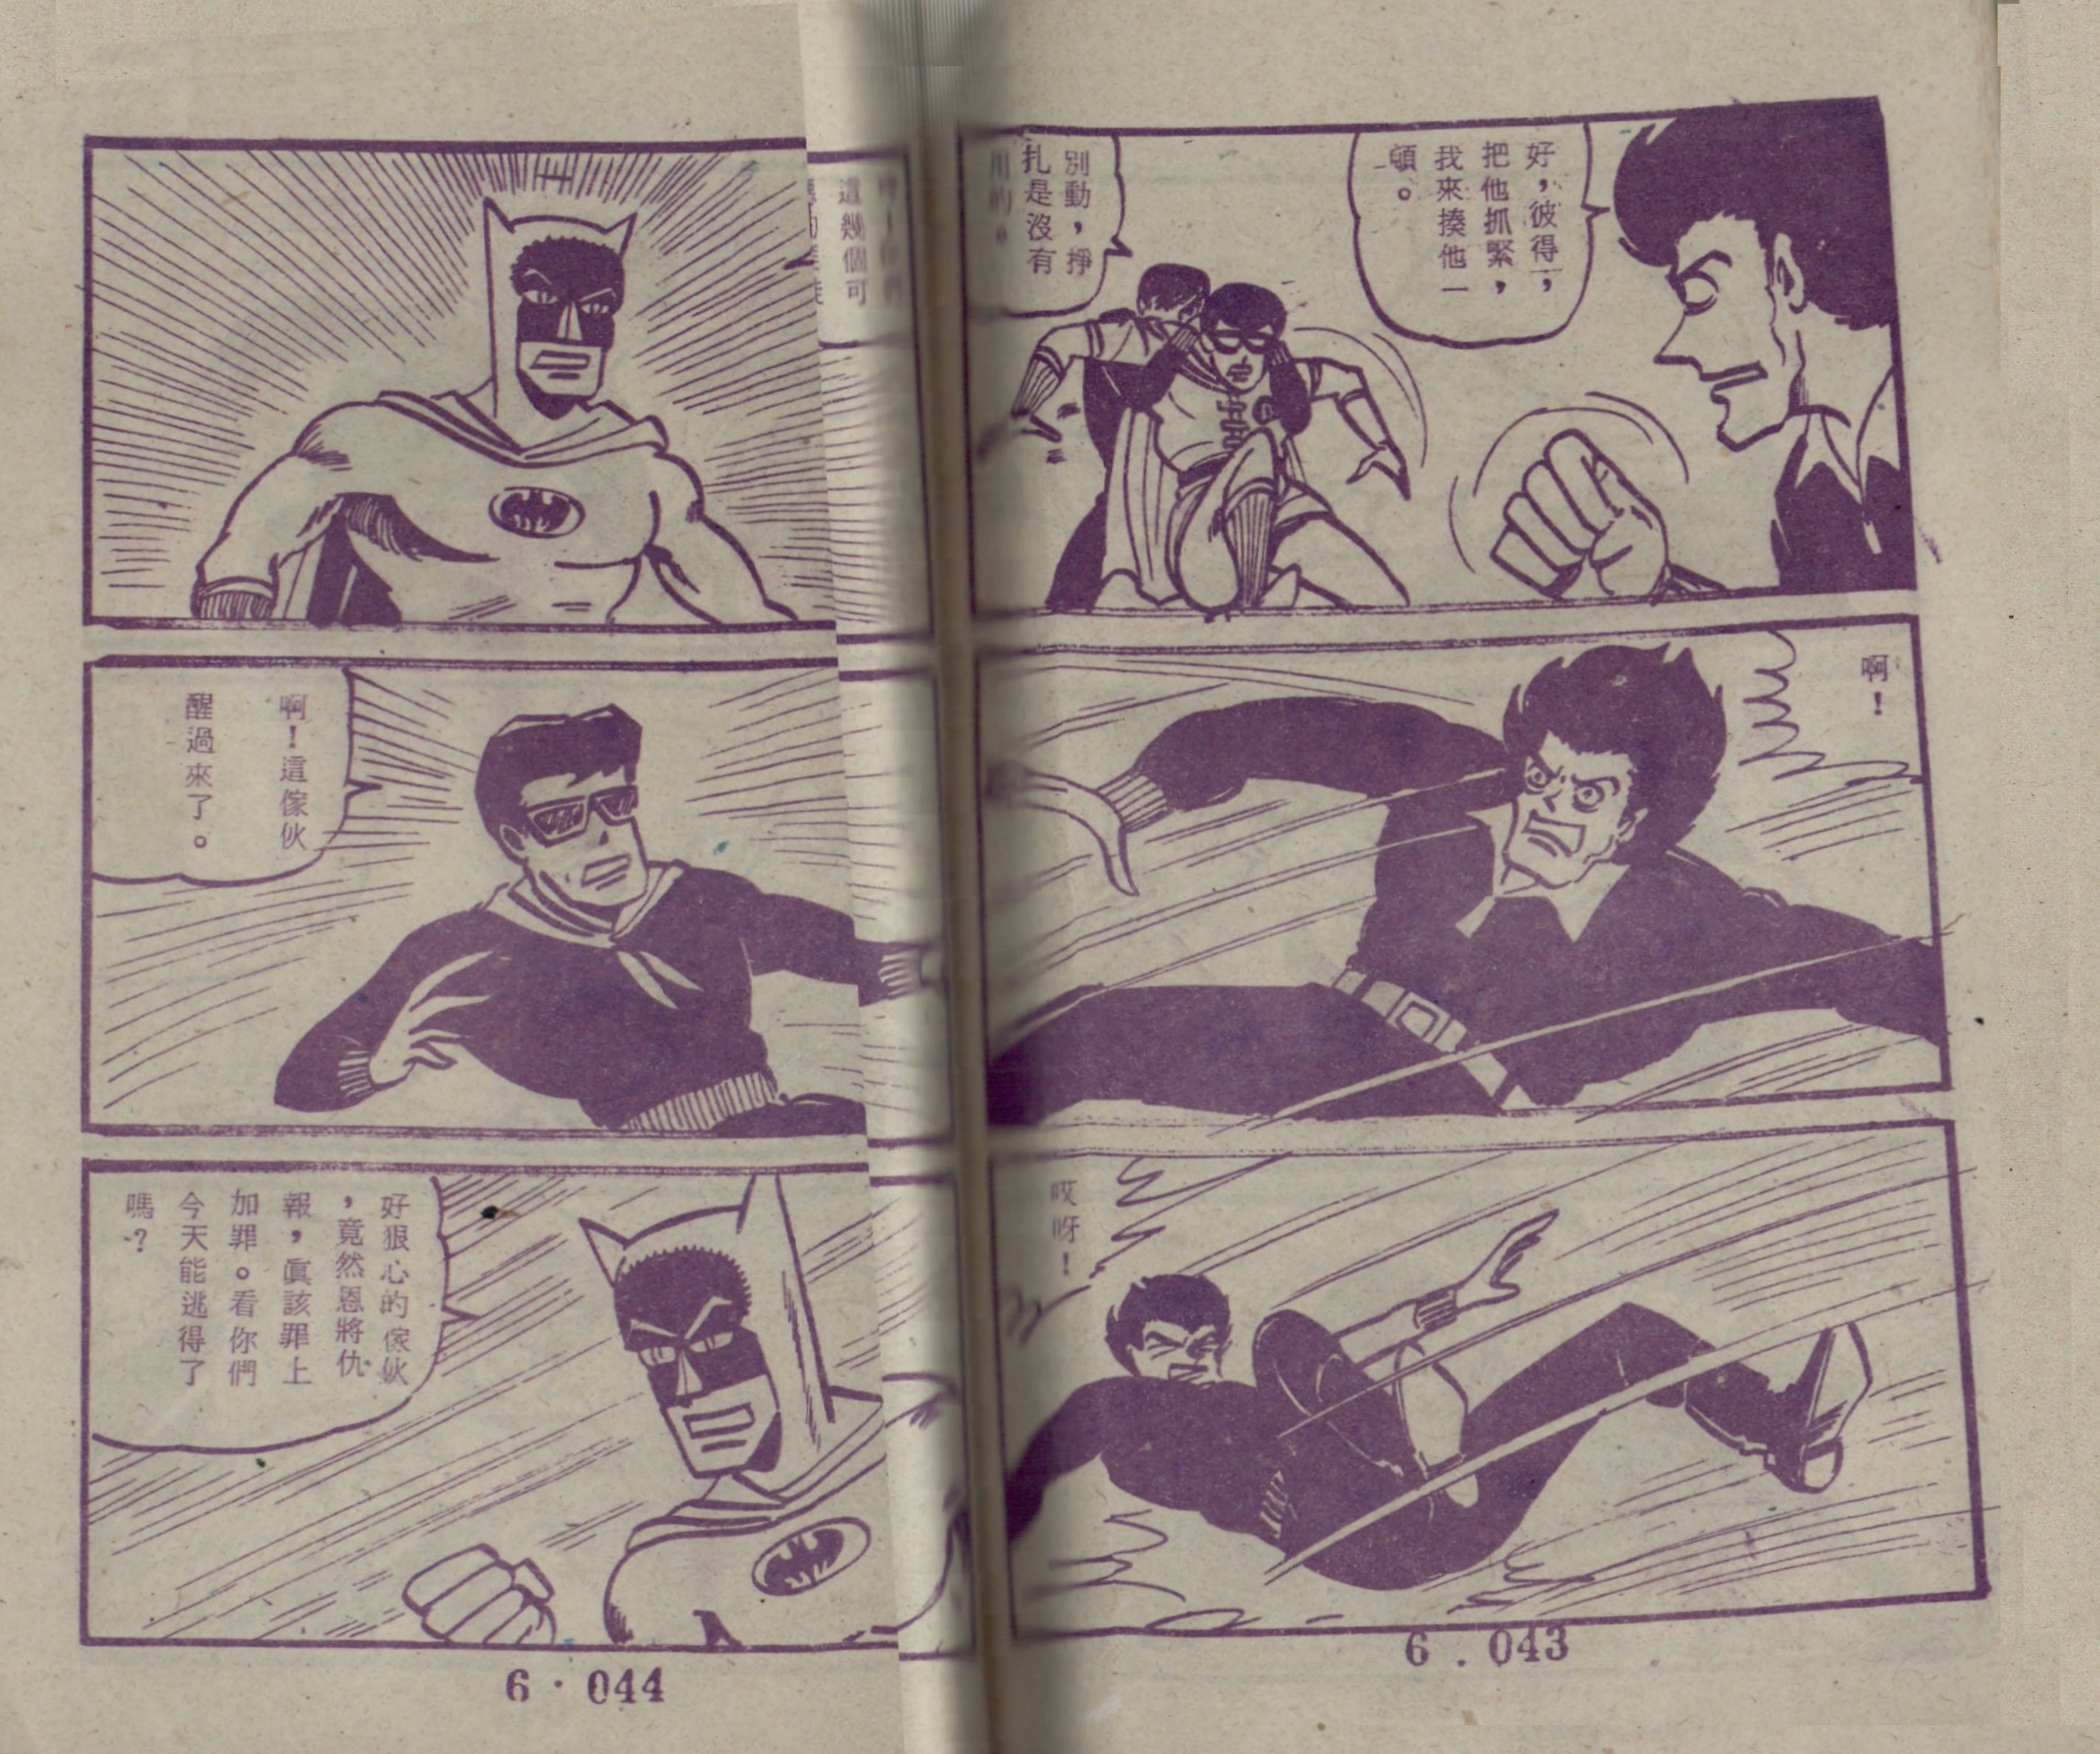 好，彼得，
把他抓緊，
我來揍他一
頓。
別動，掙
扎是沒有
用的。
啊！
哎呀！
6.043
這幾個可
啊！這傢伙
醒過來了。
好狠心的傢伙
，竟然恩將仇
報，眞該罪上
加罪。看你們
今天能逃得了
嗎？
6·044